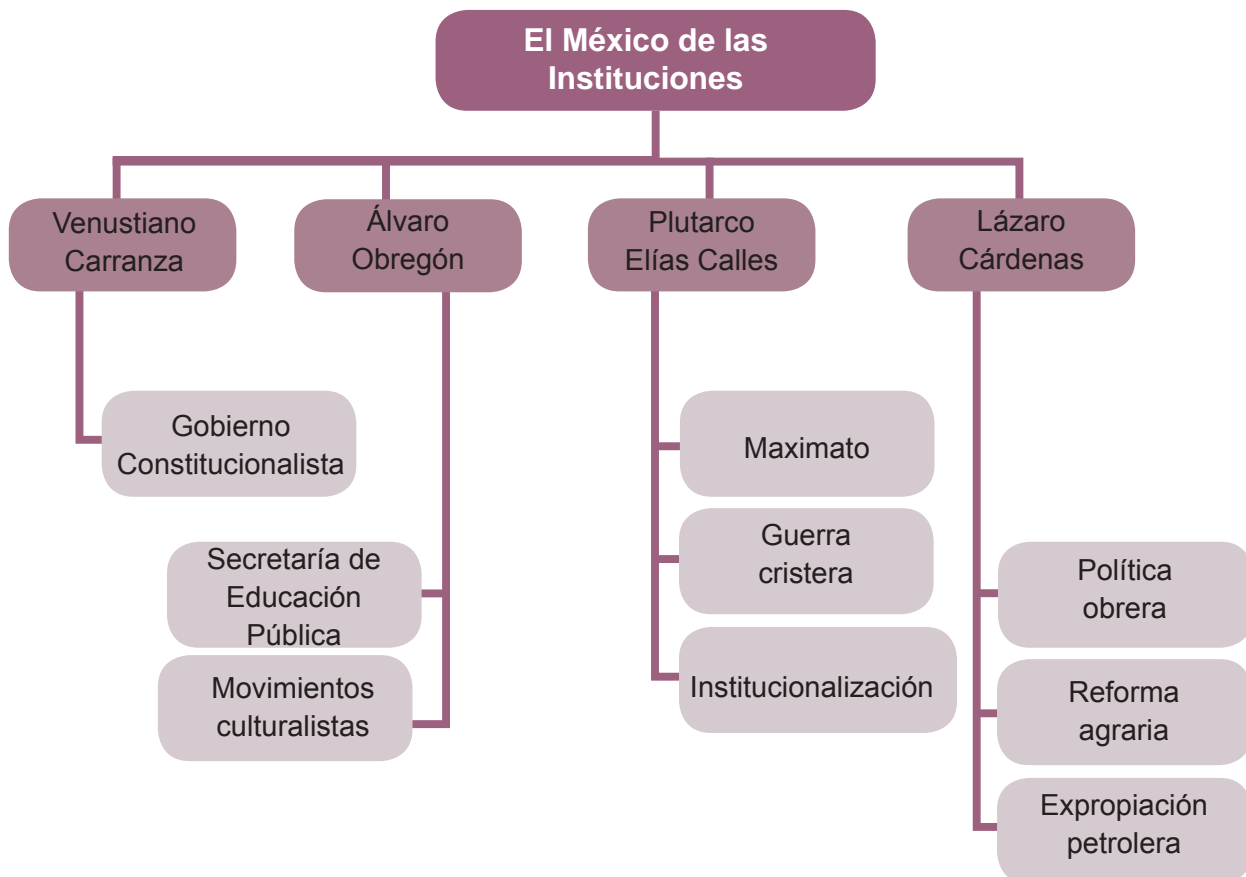 El México de las
Instituciones
Venustiano
Carranza
Álvaro
Obregón
Plutarco
Elías Calles
Lázaro
Cárdenas
Gobierno
Constitucionalista
Secretaría de
Educación
Pública
Movimientos
culturalistas
Maximato
Guerra
cristera
Institucionalización
Política
obrera
Reforma
agraria
Expropiación
petrolera